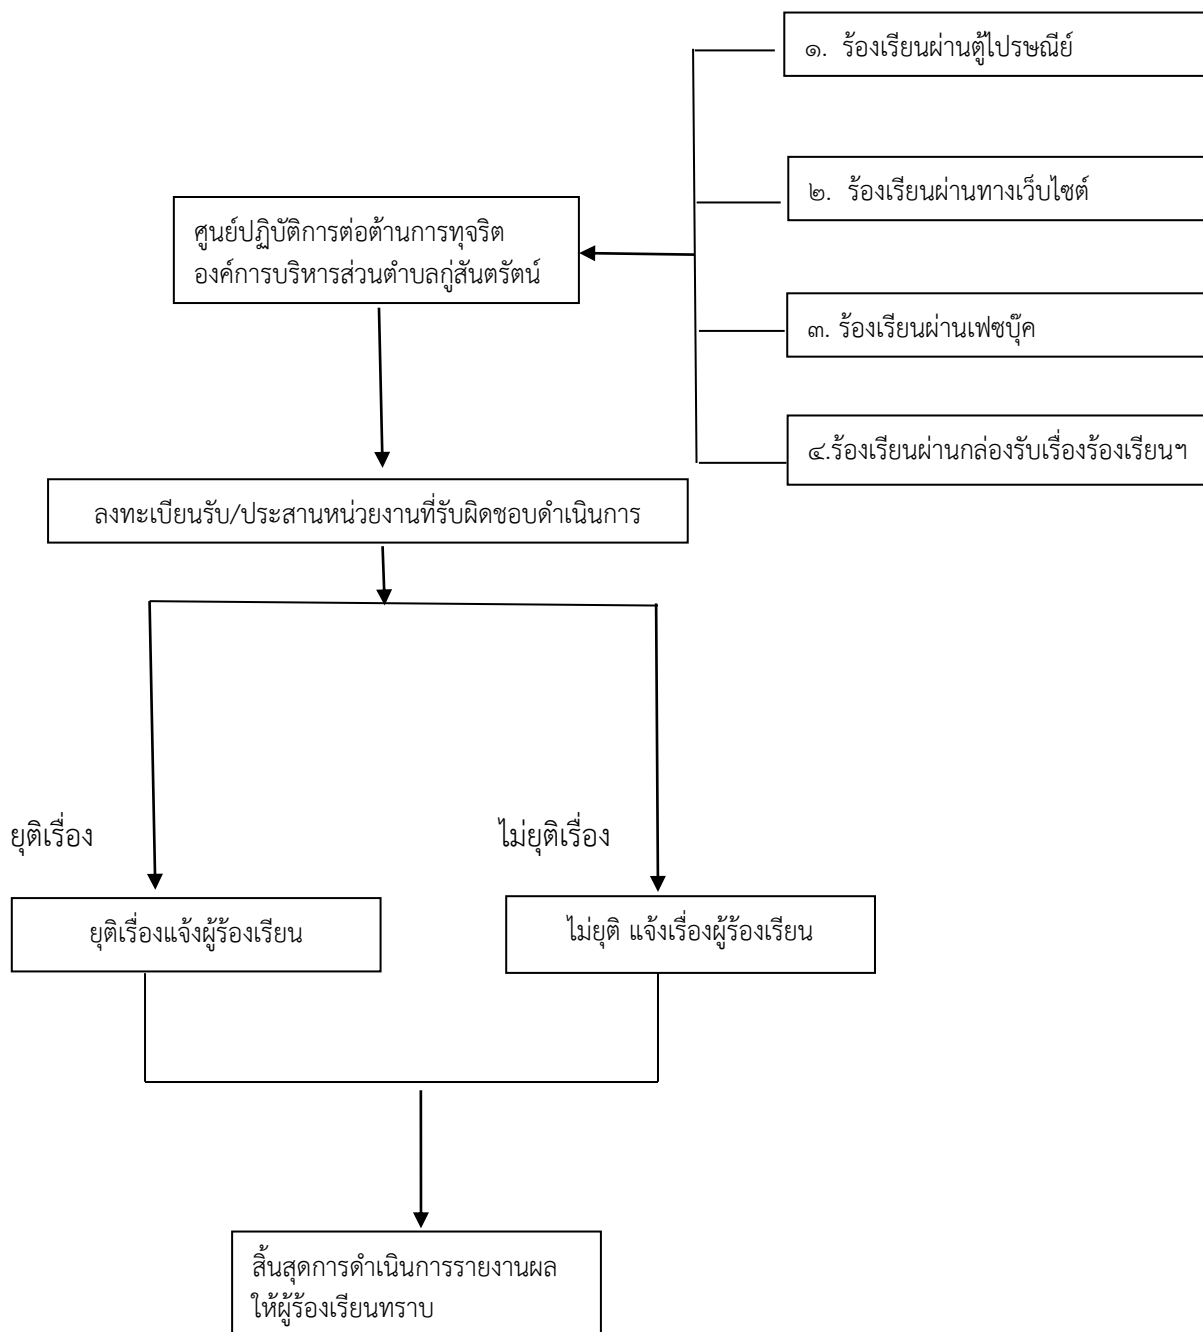 ๑. ร้องเรียนผ่านตู้ไปรษณีย์
๒. ร้องเรียนผ่านทางเว็บไซต์
ศูนย์ปฏิบัติการต่อต้านการทุจริต
องค์การบริหารส่วนตำบลกู่สันตรัตน์
๓. ร้องเรียนผ่านเฟซบุ๊ค
๔.ร้องเรียนผ่านกล่องรับเรื่องร้องเรียนฯ
ลงทะเบียนรับ/ประสานหน่วยงานที่รับผิดชอบดำเนินการ
ยุติเรื่อง
ไม่ยุติเรื่อง
ยุติเรื่องแจ้งผู้ร้องเรียน
ไม่ยุติ แจ้งเรื่องผู้ร้องเรียน
สิ้นสุดการดำเนินการรายงานผล
ให้ผู้ร้องเรียนทราบ